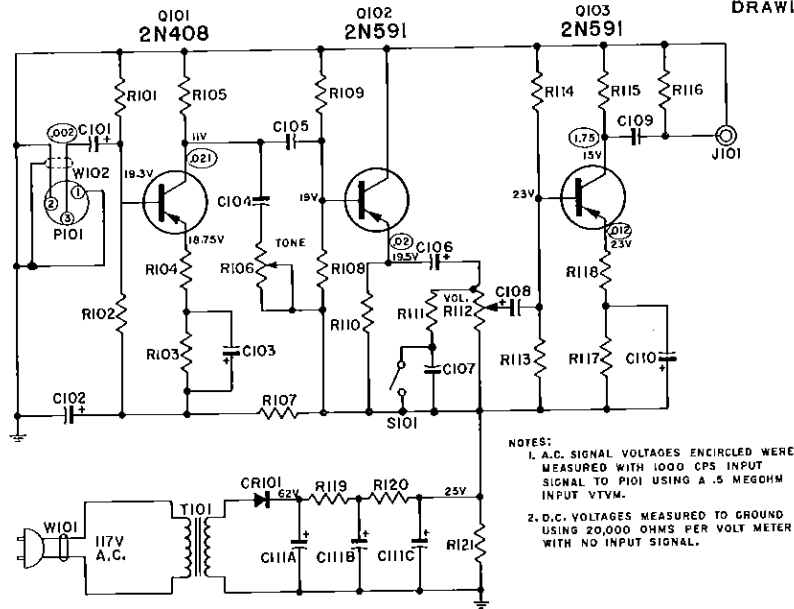 DRAWI
Q101
2N408
Q102
2N591
Q103
2N591
R101
R105
R109
R114
R115
R116
.002
C101
+
11V
C105
1.75
C109
W102
.021
15V
J101
19.3V
1
2
3
P101
C104
19V
23V
18.75V
TONE
.02
19.5V
C106
+
.012
23V
R104
R106
R108
VOL.
C108
+
R118
R102
R110
R111
R112
R103
C103
+
C107
R113
R117
C110
+
C102
+
R107
S101
NOTES:
1. A.C. SIGNAL VOLTAGES ENCIRCLED WERE
MEASURED WITH 1000 CPS INPUT
SIGNAL TO P101 USING A .5 MEGOHM
INPUT VTVM.
2. D.C. VOLTAGES MEASURED TO GROUND
USING 20,000 OHMS PER VOLT METER
WITH NO INPUT SIGNAL.
CR101
62V
R119
R120
25V
W101
T101
117V
A.C.
+
+
+
C111A
C111B
C111C
R121